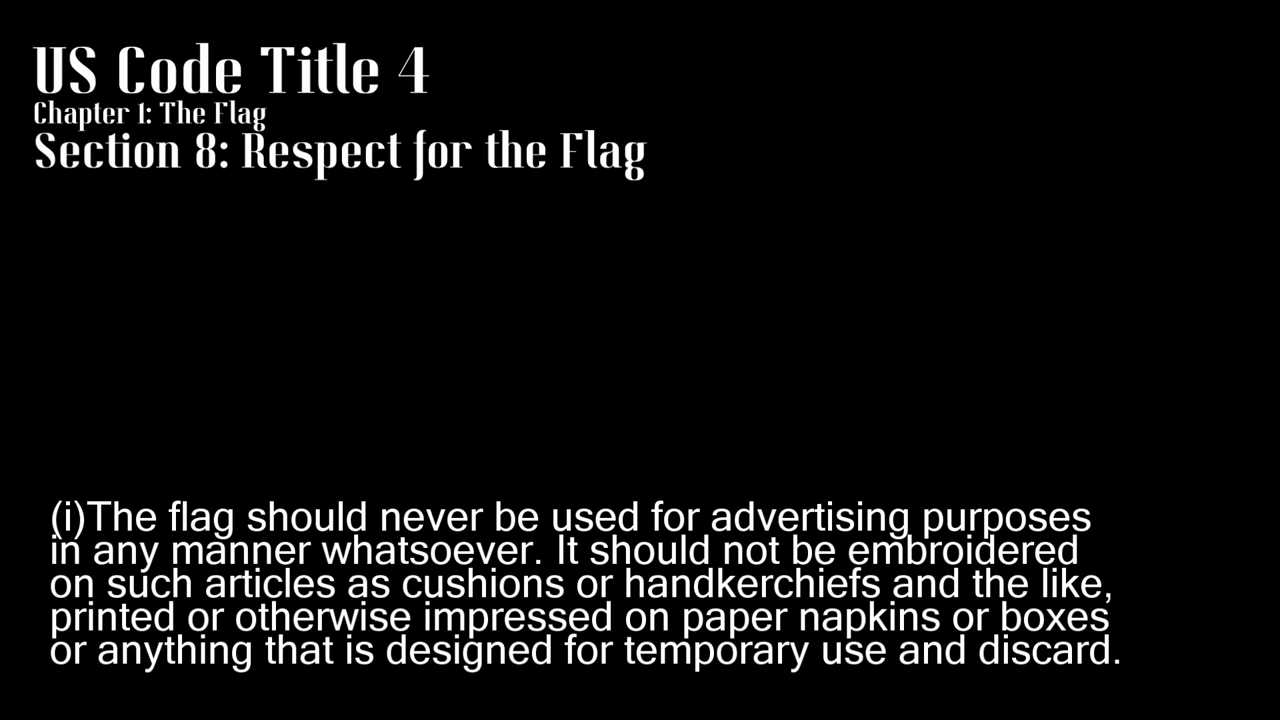 US Code Title 4
Chapter 1: The Flag
Section 8: Respect for the Flag
(i)The flag should never be used for advertising purposes
in any manner whatsoever. It should not be embroidered
on such articles as cushions or handkerchiefs and the like,
printed or otherwise impressed on paper napkins or boxes
or anything that is designed for temporary use and discard.